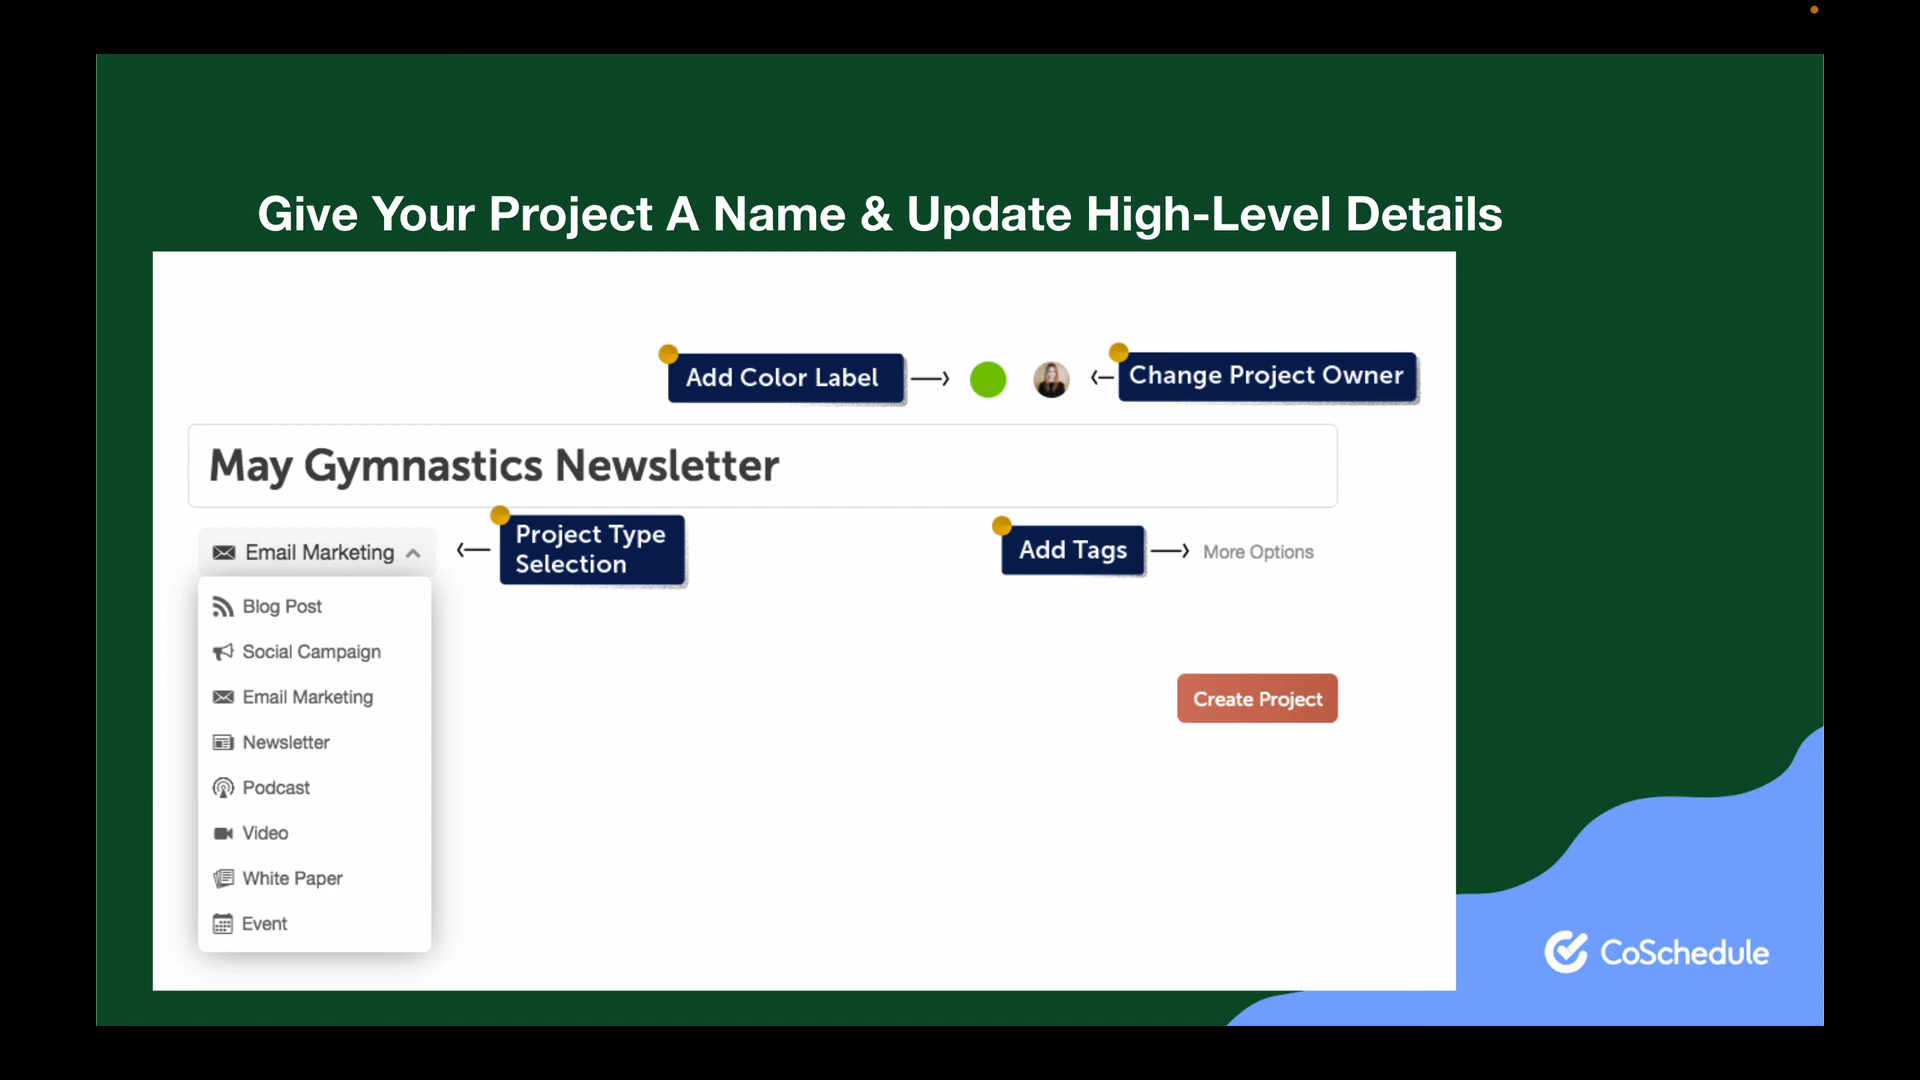 Give Your Project A Name & Update High-Level Details
Add Color Label
Change Project Owner
May Gymnastics Newsletter
Email Marketing
Project Type
Selection
Add Tags
More Options
Blog Post
Social Campaign
Email Marketing
Newsletter
Podcast
Video
White Paper
Event
Create Project
CoSchedule